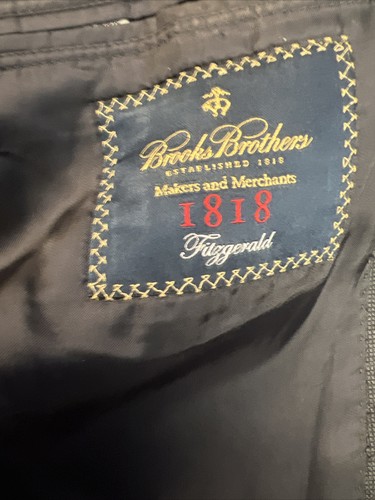 Brooks Brothers
ESTABLISHED 1818
Makers and Merchants
1818
Fitzgerald